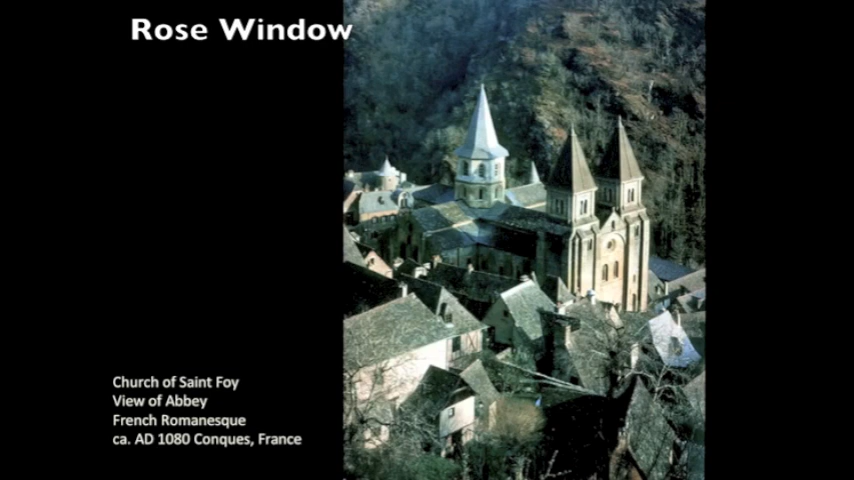 Rose Window
Church of Saint Foy
View of Abbey
French Romanesque
ca. AD 1080 Conques, France